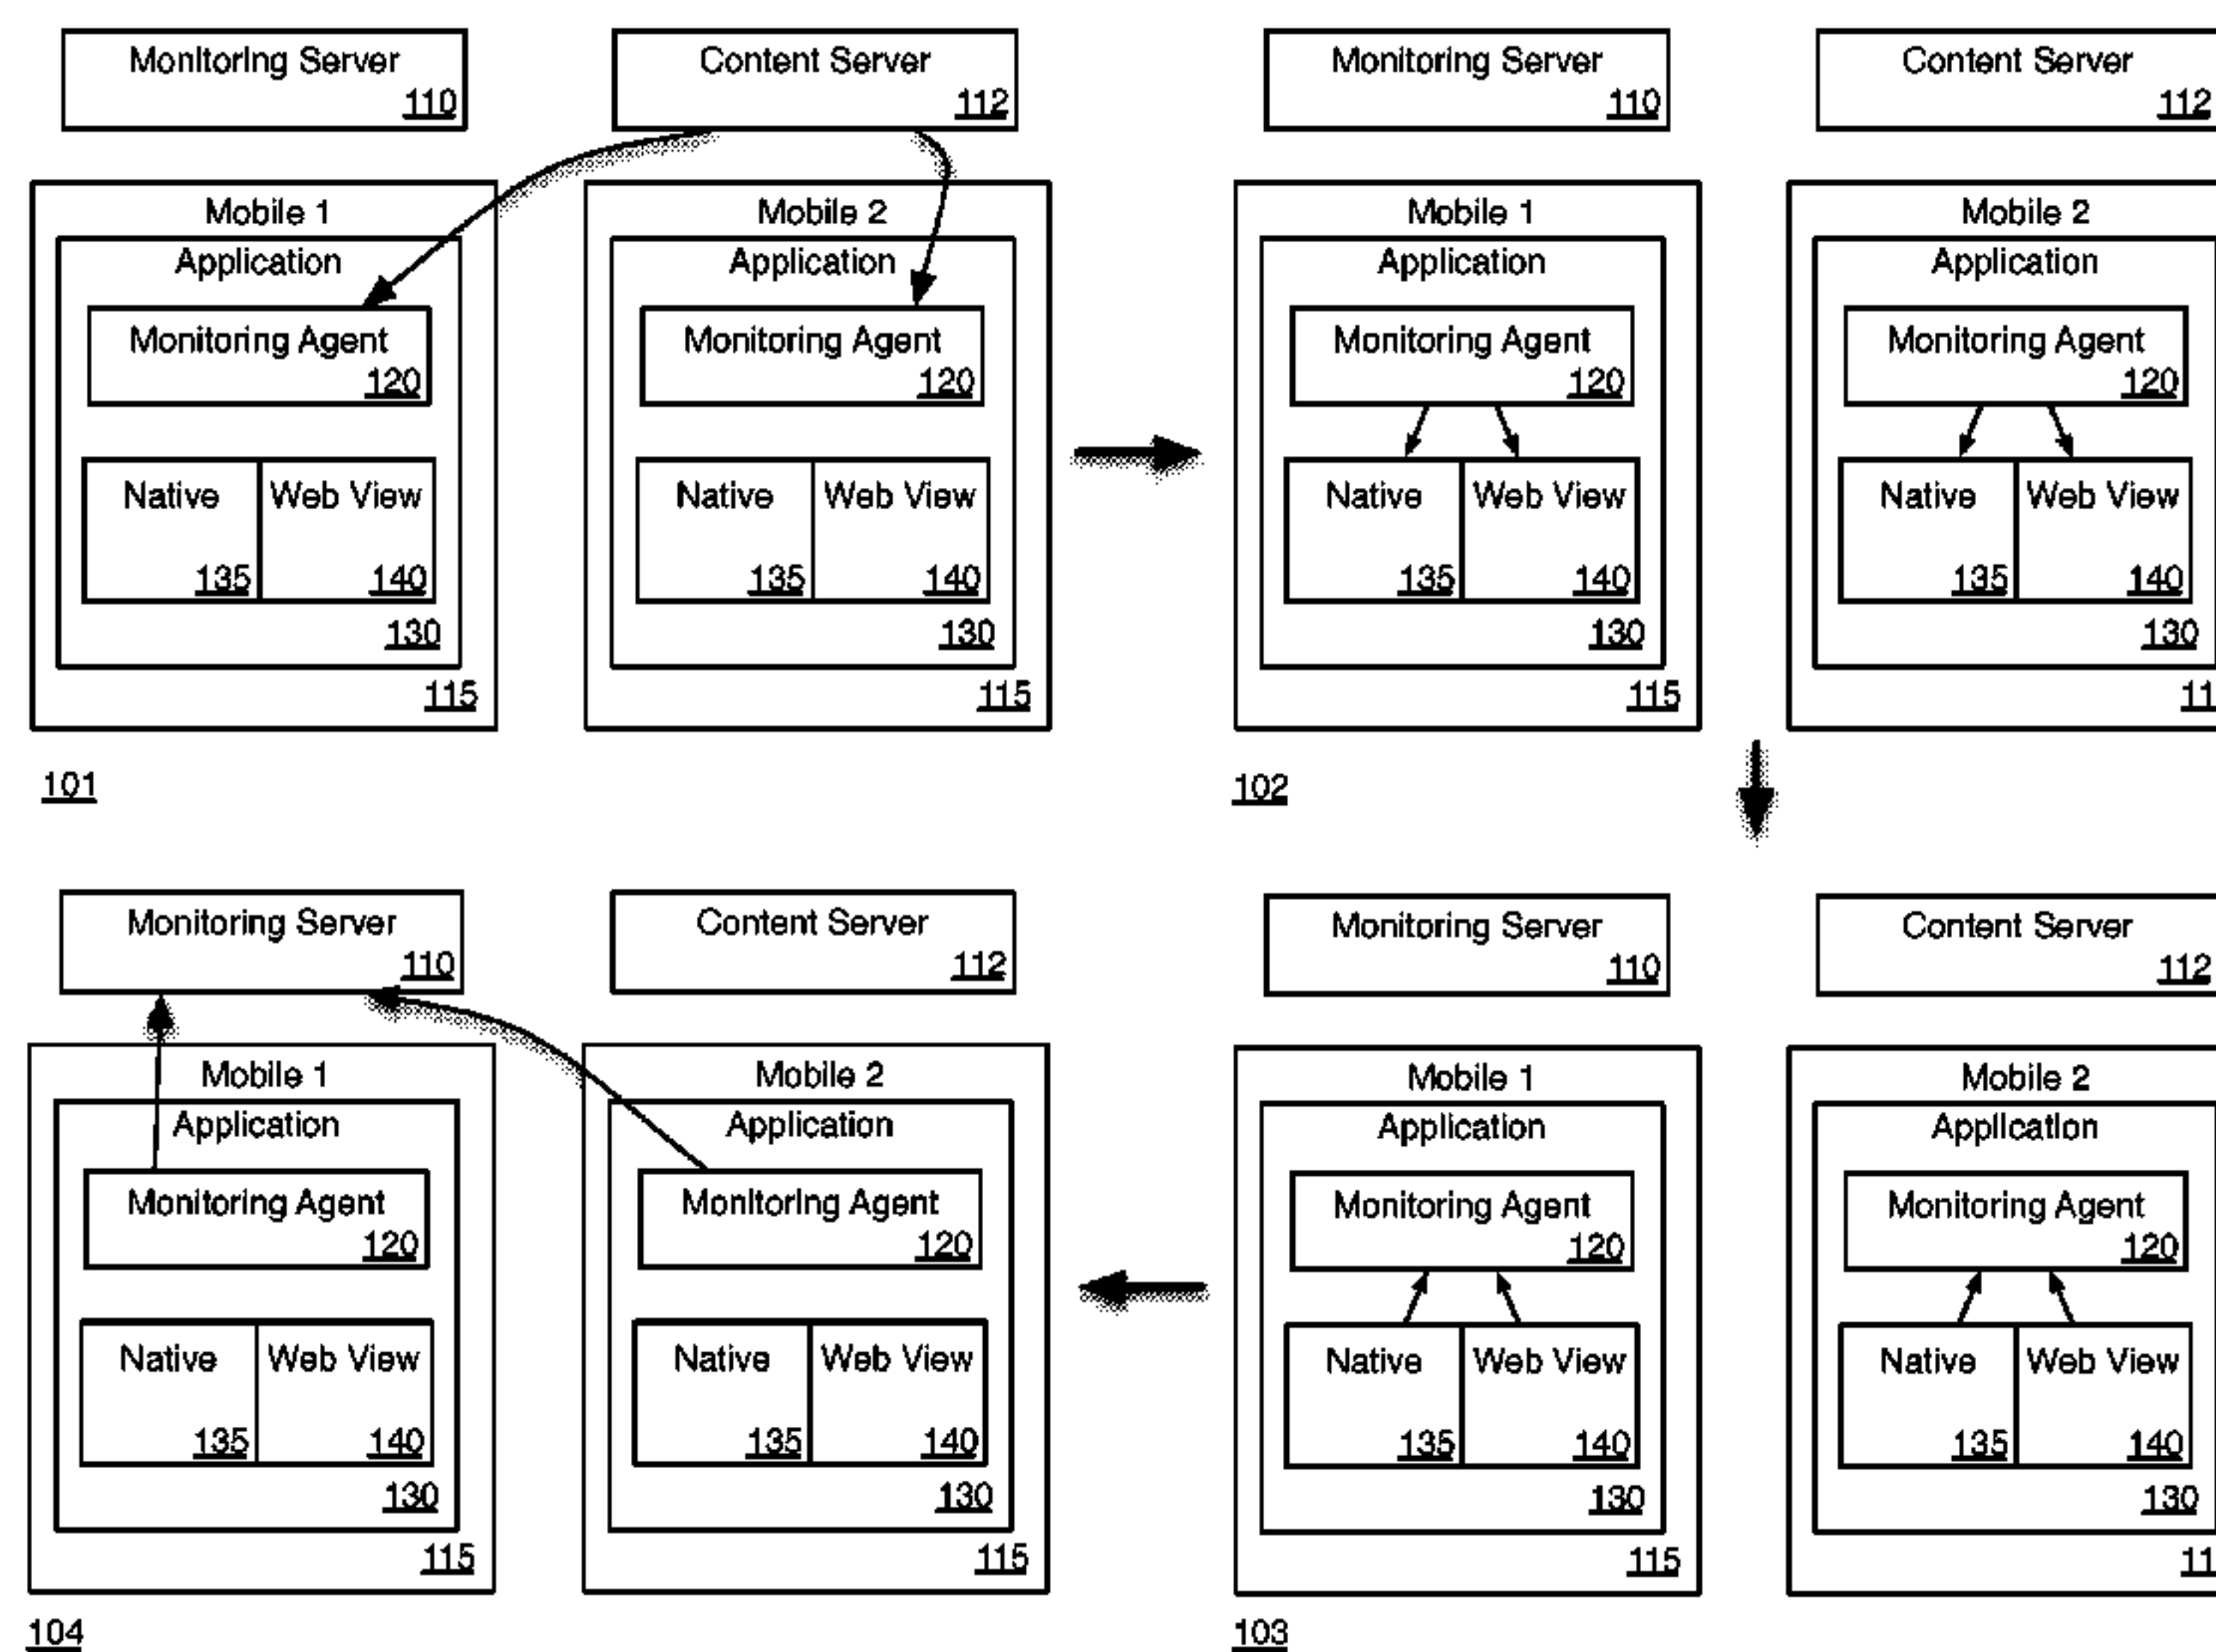 Monitoring Server
110
Content Server
112
Mobile 1
Application
Monitoring Agent
120
Native
135
Web View
140
130
115
Mobile 2
Application
Monitoring Agent
120
Native
135
Web View
140
130
115
101
Monitoring Server
110
Content Server
112
Mobile 1
Application
Monitoring Agent
120
Native
135
Web View
140
130
115
Mobile 2
Application
Monitoring Agent
120
Native
135
Web View
140
130
11
102
Monitoring Server
110
Content Server
112
Mobile 1
Application
Monitoring Agent
120
Native
135
Web View
140
130
115
Mobile 2
Application
Monitoring Agent
120
Native
135
Web View
140
130
115
104
Monitoring Server
110
Content Server
112
Mobile 1
Application
Monitoring Agent
120
Native
135
Web View
140
130
115
Mobile 2
Application
Monitoring Agent
120
Native
135
Web View
140
130
11
103